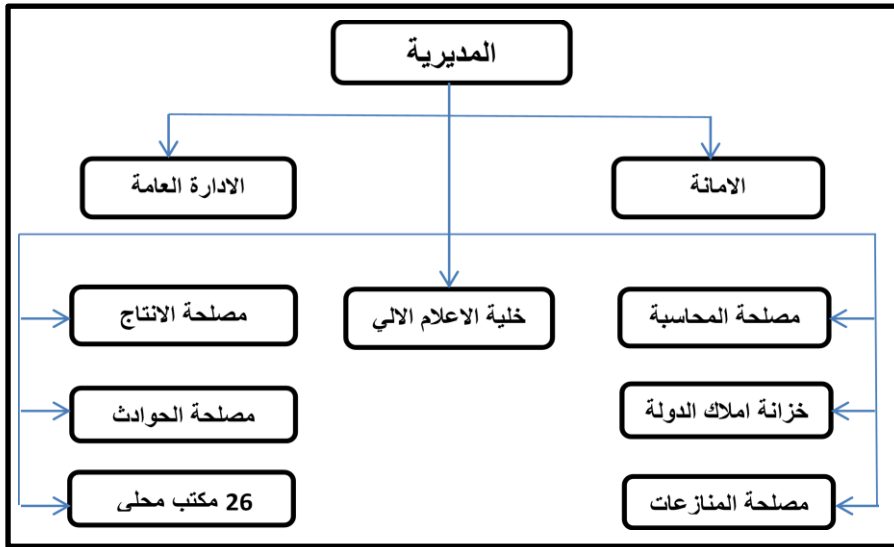 المديرية
الامانة
الادارة العامة
مصلحة المحاسبة
خلية الاعلام الالي
مصلحة الانتاج
خزانة املاك الدولة
مصلحة الحوادث
مصلحة المنازعات
26 مكتب محلى